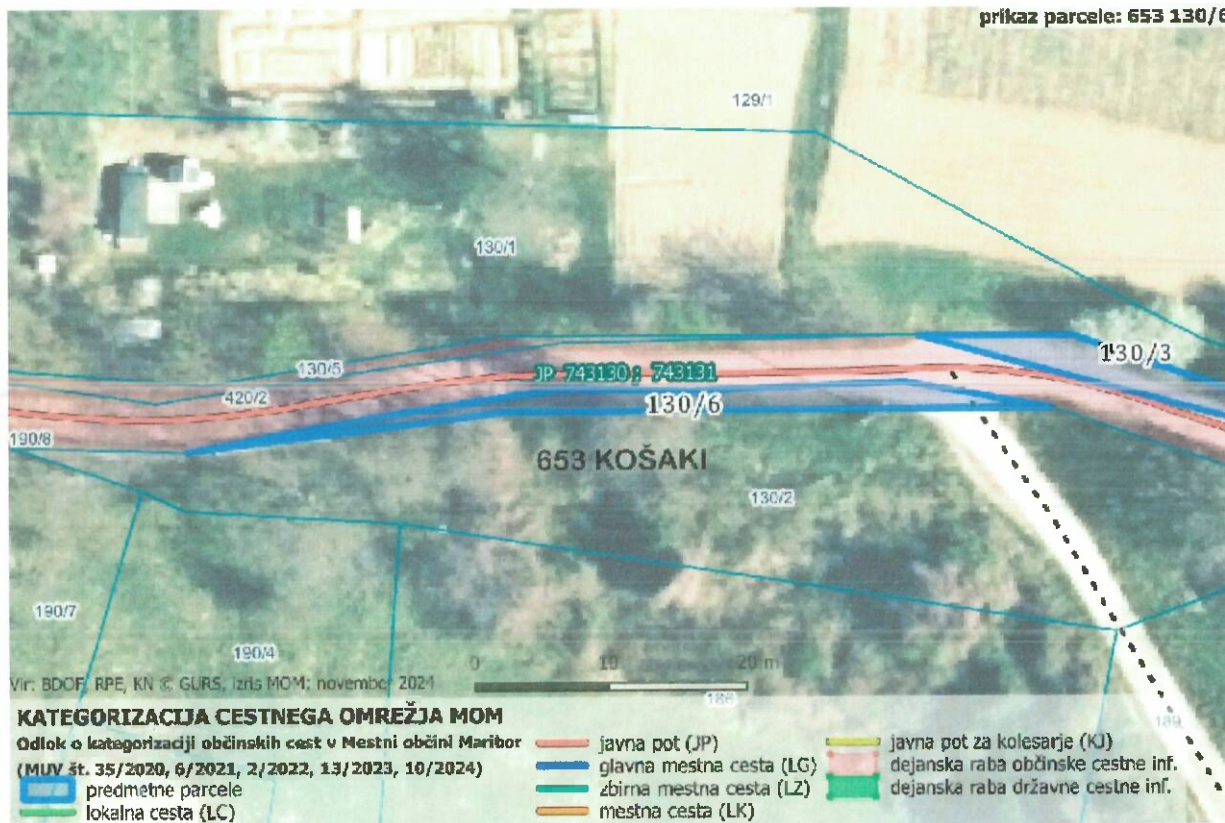 prikaz parcele: 653 130/6
129/1
130/1
130/3
130/5
JP 743130 ; 743131
420/2
130/6
190/8
653 KOŠAKI
130/2
190/7
190/4
0 10 20 m
Vir: BDOF, RPE, KN © GURS, izris MOM; november 2024
186
189
KATEGORIZACIJA CESTNEGA OMREŽJA MOM
Odlok o kategorizaciji občinskih cest v Mestni občini Maribor
(MUV št. 35/2020, 6/2021, 2/2022, 13/2023, 10/2024)
predmetne parcele
lokalna cesta (LC)
javna pot (JP)
glavna mestna cesta (LG)
zbirna mestna cesta (LZ)
mestna cesta (LK)
javna pot za kolesarje (KJ)
dejanska raba občinske cestne inf.
dejanska raba državne cestne inf.